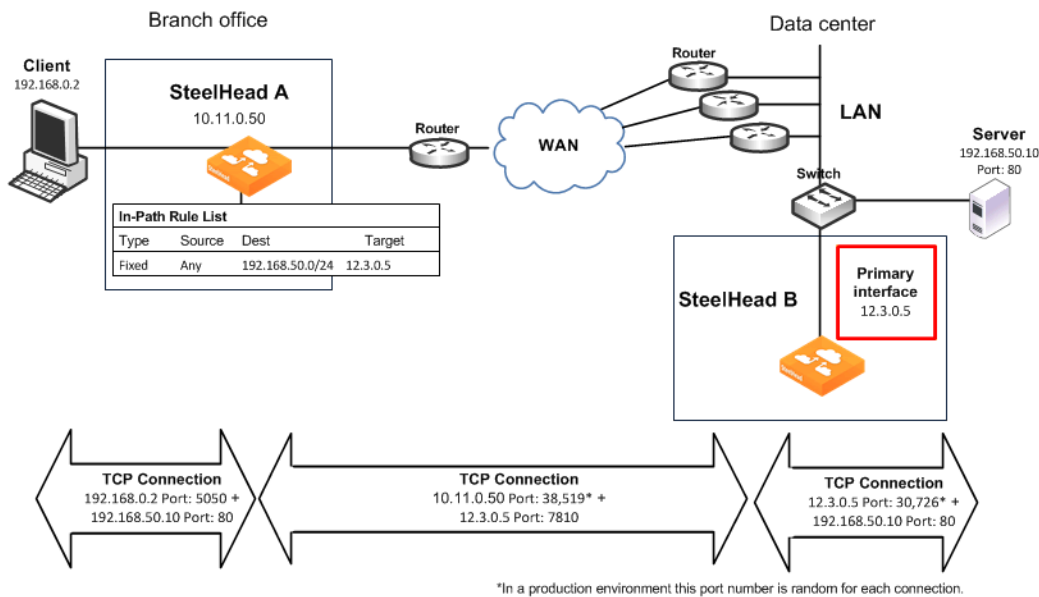 Branch office
Data center
Client
192.168.0.2
SteelHead A
10.11.0.50
Router
WAN
Router
LAN
Server
192.168.50.10
Port: 80
Switch
In-Path Rule List
Type Source Dest Target
Fixed Any 192.168.50.0/24 12.3.0.5
SteelHead B
Primary
interface
12.3.0.5
TCP Connection
192.168.0.2 Port: 5050 +
192.168.50.10 Port: 80
TCP Connection
10.11.0.50 Port: 38,519* +
12.3.0.5 Port: 7810
TCP Connection
12.3.0.5 Port: 30,726* +
192.168.50.10 Port: 80
*In a production environment this port number is random for each connection.